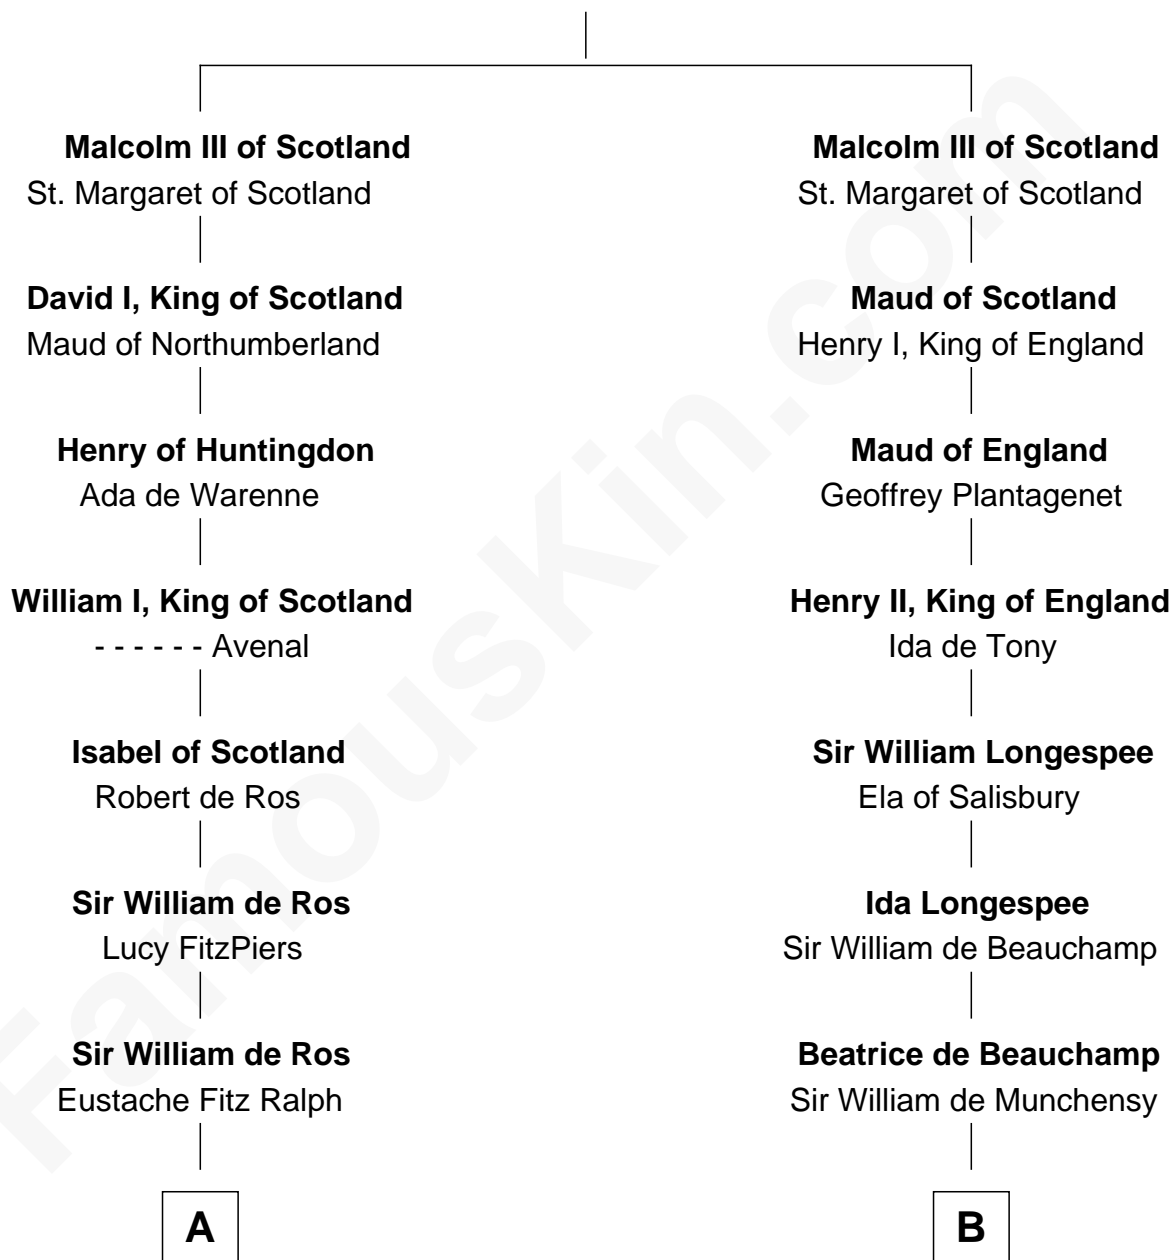 Malcolm III of Scotland
St. Margaret of Scotland
David I, King of Scotland
Maud of Northumberland
Henry of Huntingdon
Ada de Warenne
William I, King of Scotland
- - - - - - Avenal
Isabel of Scotland
Robert de Ros
Sir William de Ros
Lucy FitzPiers
Sir William de Ros
Eustache Fitz Ralph
A
Malcolm III of Scotland
St. Margaret of Scotland
Maud of Scotland
Henry I, King of England
Maud of England
Geoffrey Plantagenet
Henry II, King of England
Ida de Tony
Sir William Longespee
Ela of Salisbury
Ida Longespee
Sir William de Beauchamp
Beatrice de Beauchamp
Sir William de Munchensy
B
FamousKin.com